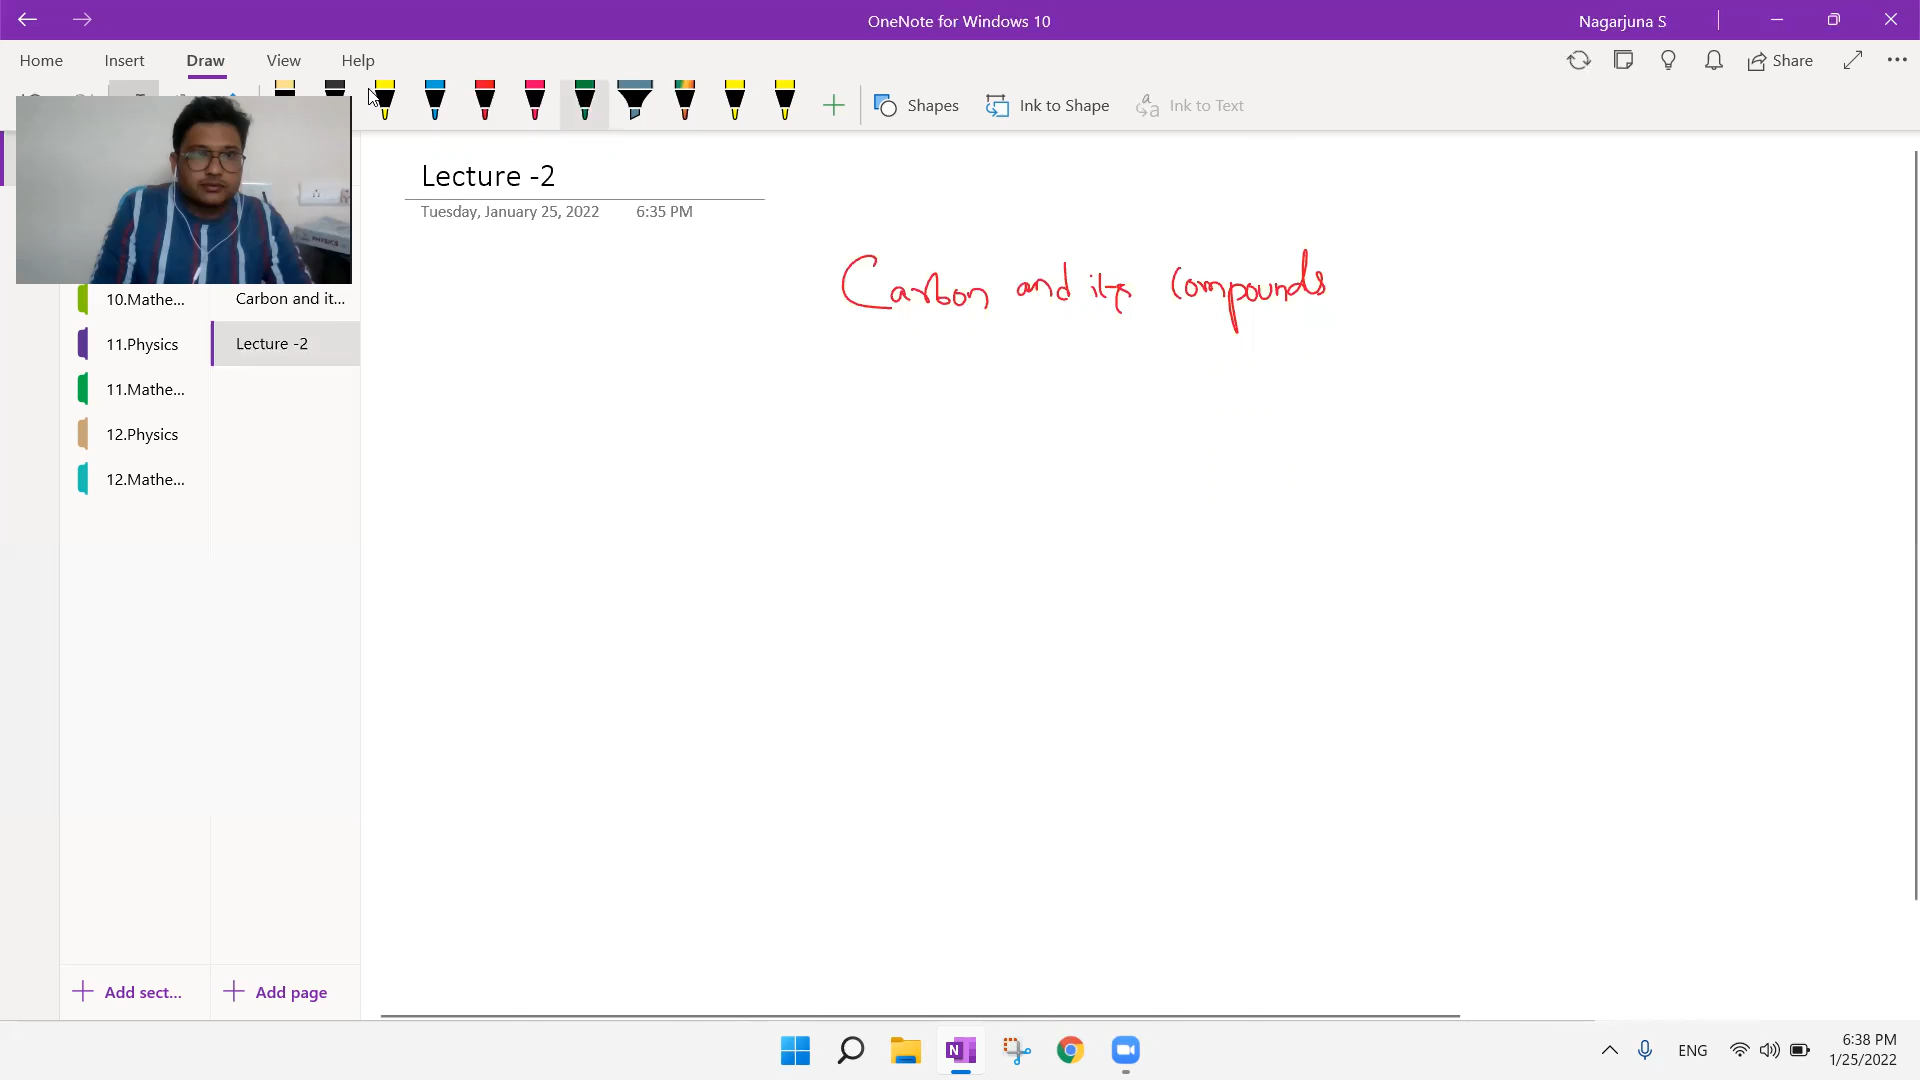 OneNote for Windows 10
Nagarjuna S
Home Insert Draw View Help
Share
Shapes Ink to Shape Ink to Text
Lecture -2
Tuesday, January 25, 2022 6:35 PM
Carbon and its compounds
10.Mathe... Carbon and it...
11.Physics Lecture -2
11.Mathe...
12.Physics
12.Mathe...
Add sect... Add page
ENG 6:38 PM
1/25/2022